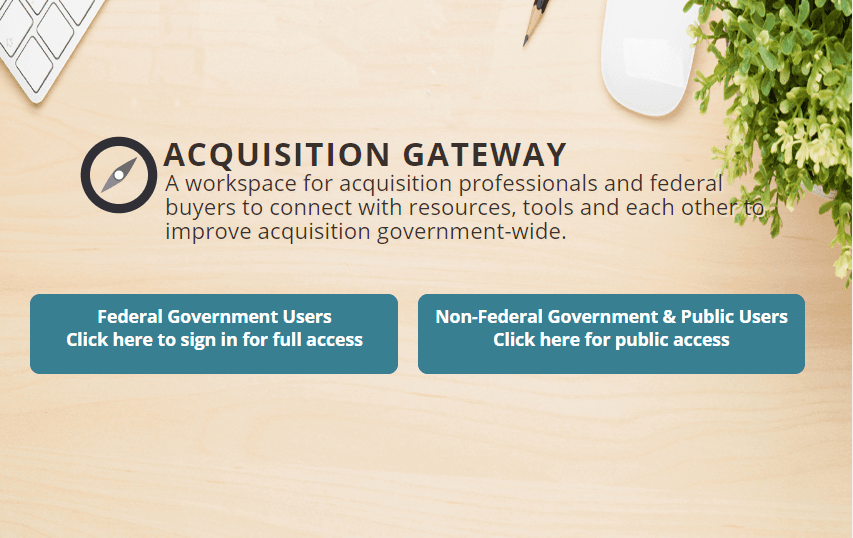 ACQUISITION GATEWAY
A workspace for acquisition professionals and federal
buyers to connect with resources, tools and each other to
improve acquisition government-wide.
Federal Government Users
Click here to sign in for full access
Non-Federal Government & Public Users
Click here for public access